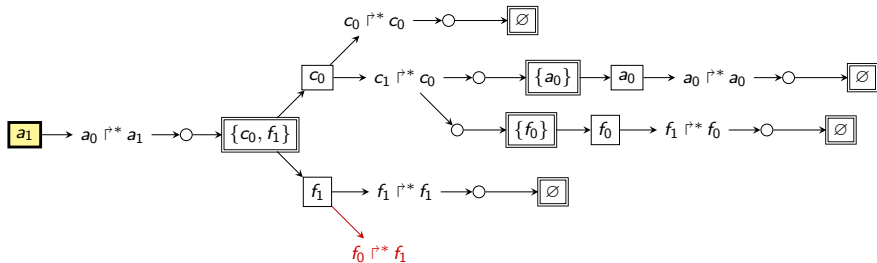 c₀ ↱* c₀ ∅
c₀ c₁ ↱* c₀ {a₀} a₀ a₀ ↱* a₀ ∅
a₁ a₀ ↱* a₁ {c₀, f₁} {f₀} f₀ f₁ ↱* f₀ ∅
f₁ f₁ ↱* f₁ ∅
f₀ ↱* f₁